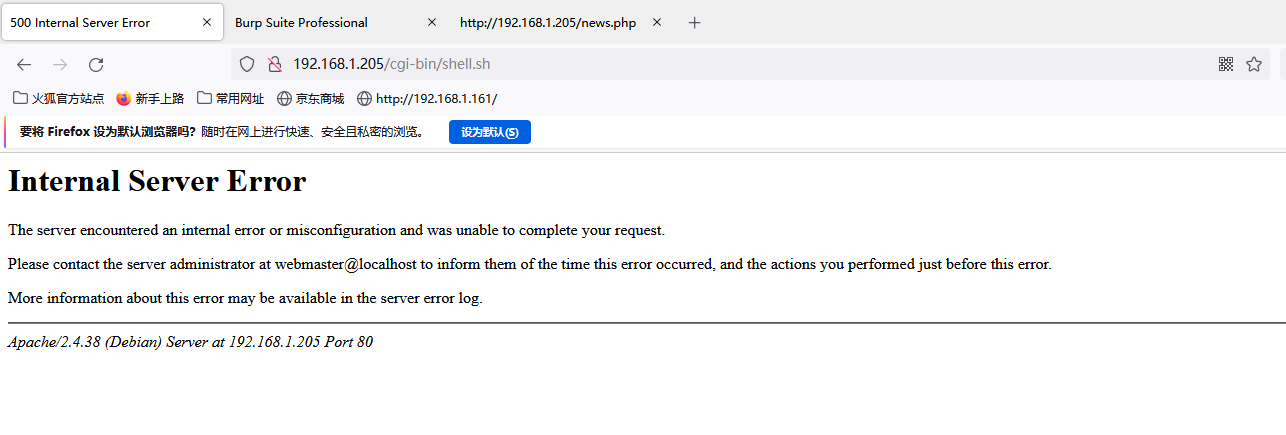 500 Internal Server Error
Burp Suite Professional
http://192.168.1.205/news.php
192.168.1.205/cgi-bin/shell.sh
火狐官方站点 新手上路 常用网址 京东商城 http://192.168.1.161/
要将 Firefox 设为默认浏览器吗? 随时在网上进行快速、安全且私密的浏览。 设为默认(S)
Internal Server Error
The server encountered an internal error or misconfiguration and was unable to complete your request.
Please contact the server administrator at webmaster@localhost to inform them of the time this error occurred, and the actions you performed just before this error.
More information about this error may be available in the server error log.
Apache/2.4.38 (Debian) Server at 192.168.1.205 Port 80